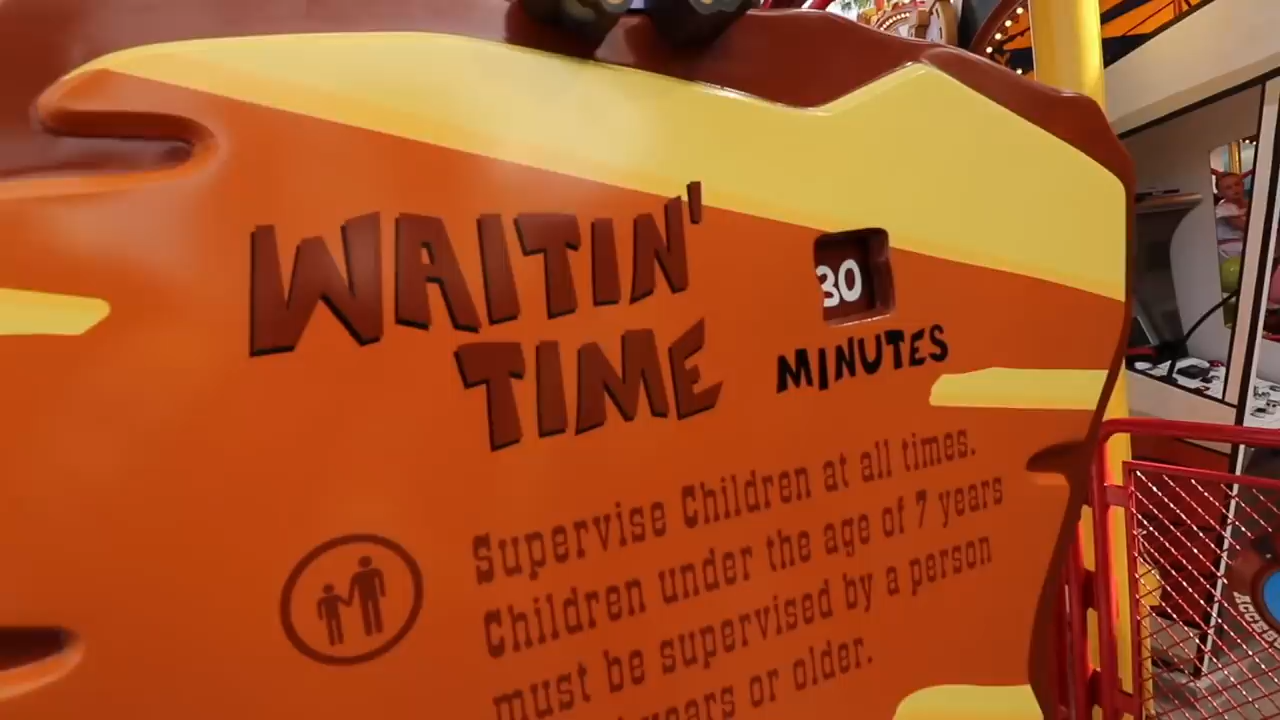 WAITIN'
TIME
30
MINUTES
Supervise Children at all times.
Children under the age of 7 years
must be supervised by a person
years or older.